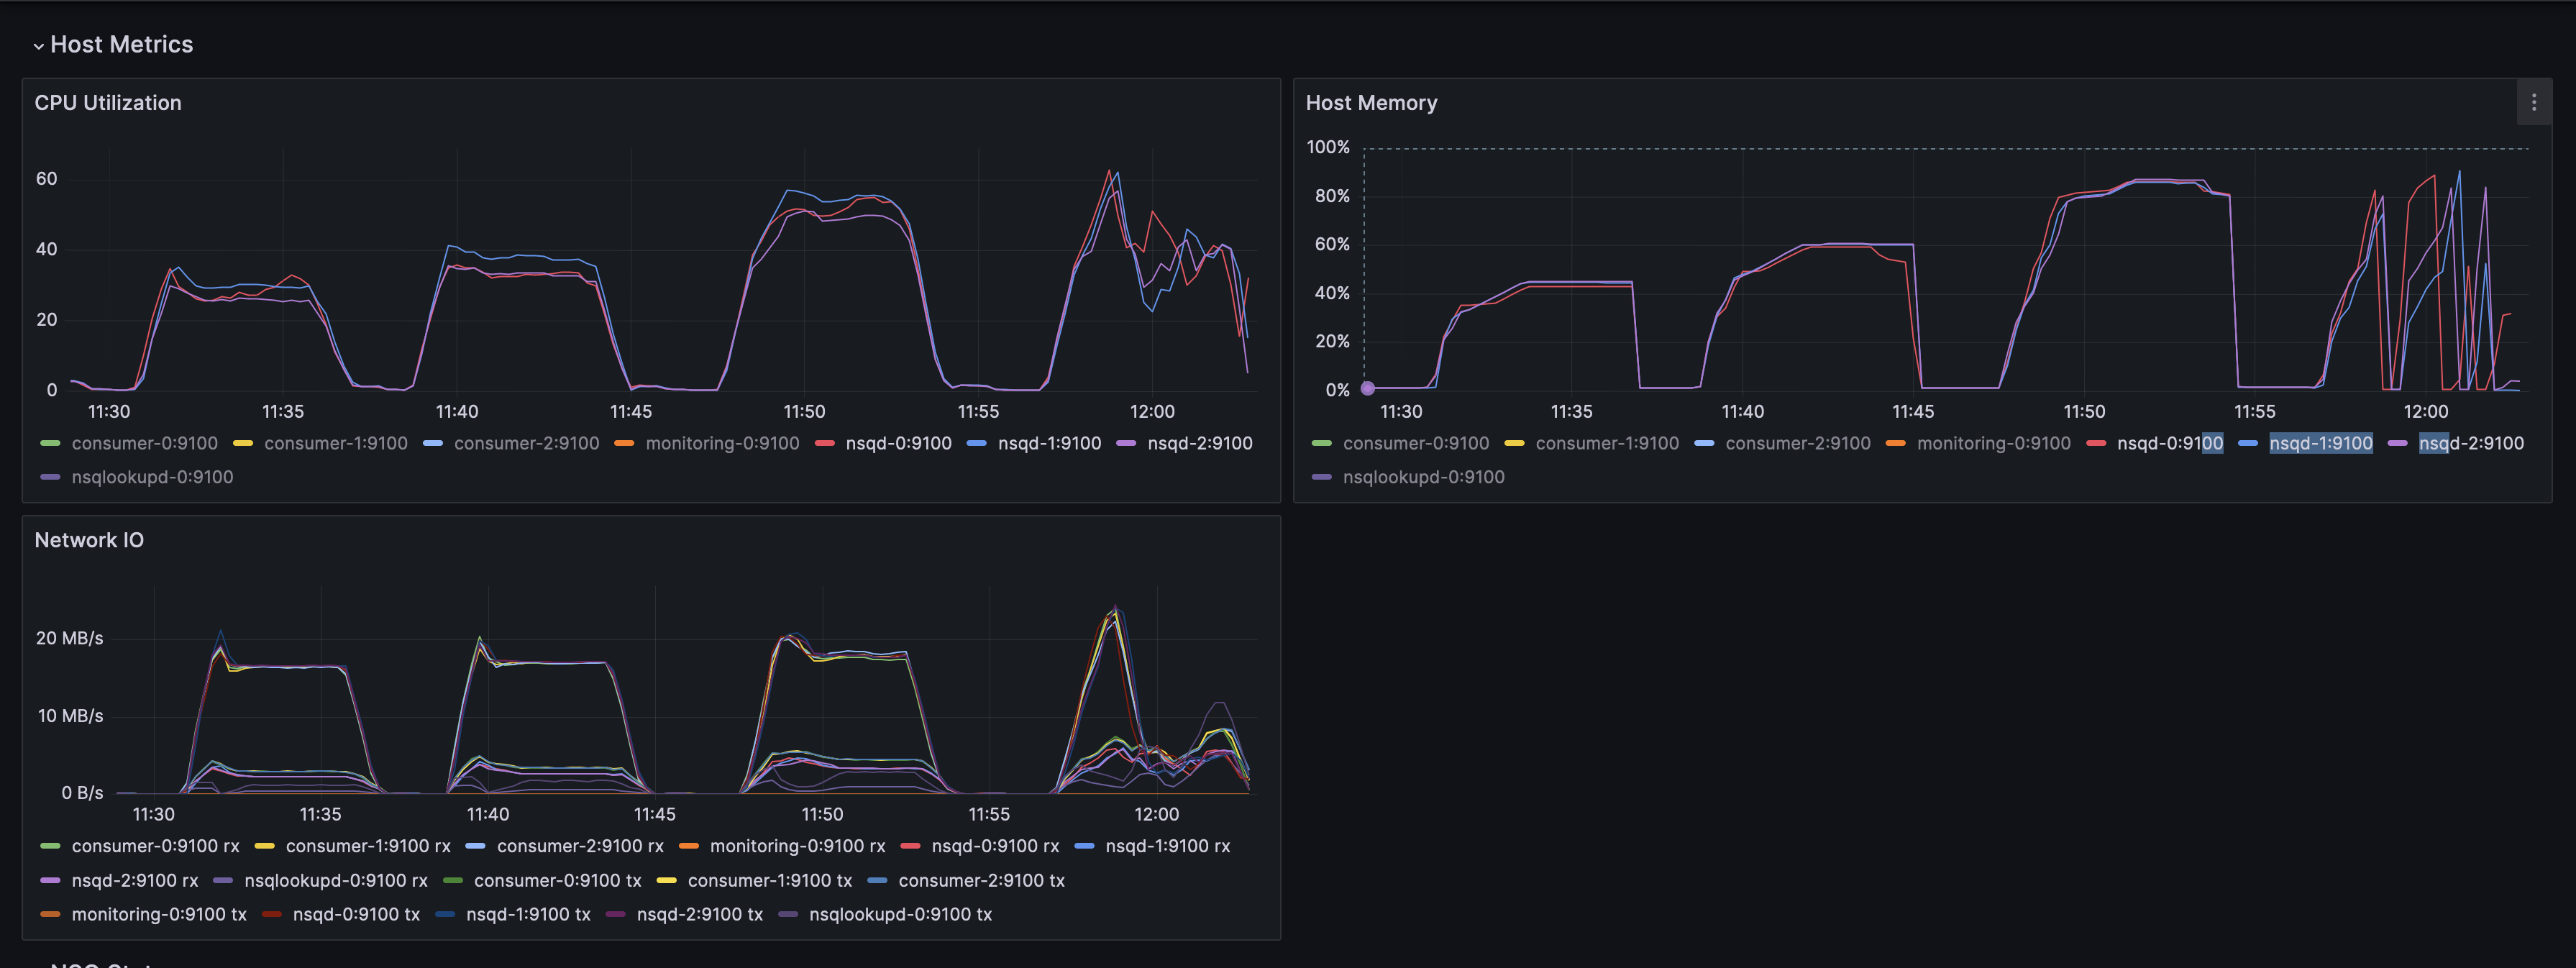 Host Metrics
CPU Utilization
60
40
20
0
11:30 11:35 11:40 11:45 11:50 11:55 12:00
consumer-0:9100 consumer-1:9100 consumer-2:9100 monitoring-0:9100 nsqd-0:9100 nsqd-1:9100 nsqd-2:9100
nsqlookupd-0:9100
Host Memory
100%
80%
60%
40%
20%
0%
11:30 11:35 11:40 11:45 11:50 11:55 12:00
consumer-0:9100 consumer-1:9100 consumer-2:9100 monitoring-0:9100 nsqd-0:9100 nsqd-1:9100 nsqd-2:9100
nsqlookupd-0:9100
Network IO
20 MB/s
10 MB/s
0 B/s
11:30 11:35 11:40 11:45 11:50 11:55 12:00
consumer-0:9100 rx consumer-1:9100 rx consumer-2:9100 rx monitoring-0:9100 rx nsqd-0:9100 rx nsqd-1:9100 rx
nsqd-2:9100 rx nsqlookupd-0:9100 rx consumer-0:9100 tx consumer-1:9100 tx consumer-2:9100 tx
monitoring-0:9100 tx nsqd-0:9100 tx nsqd-1:9100 tx nsqd-2:9100 tx nsqlookupd-0:9100 tx